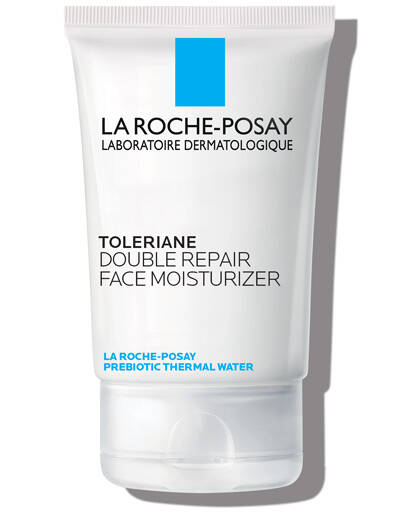 LA ROCHE-POSAY
LABORATOIRE DERMATOLOGIQUE
TOLERIANE
DOUBLE REPAIR
FACE MOISTURIZER
LA ROCHE-POSAY
PREBIOTIC THERMAL WATER